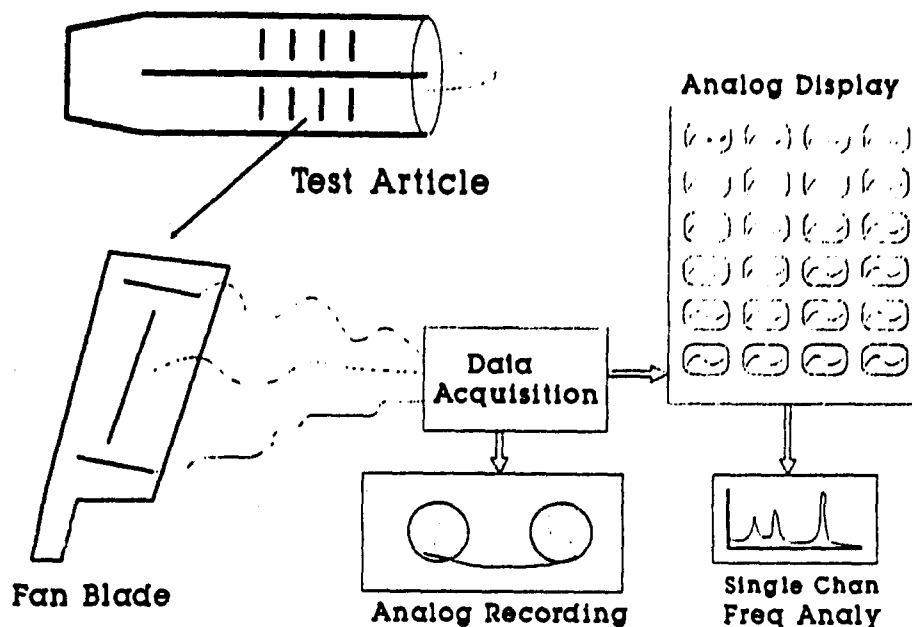 Analog Display
Test Article
Data
Acquisition
Fan Blade
Analog Recording
Single Chan
Freq Analy